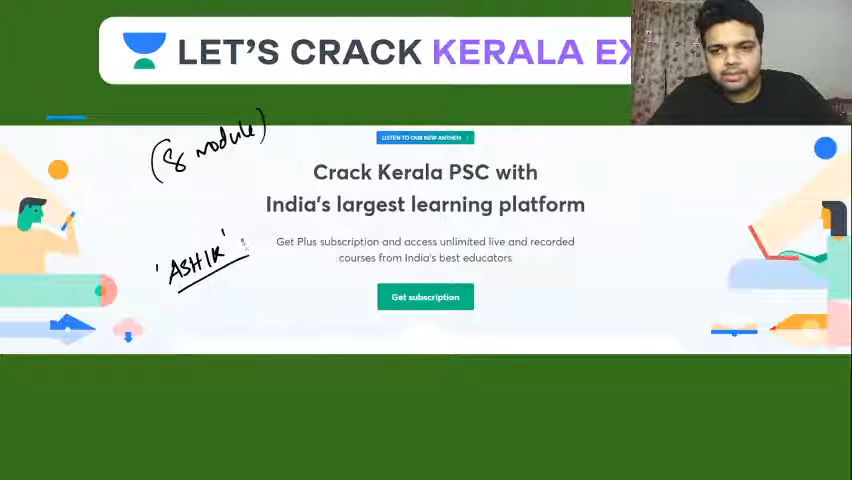 LET'S CRACK KERALA EX
(8 module)
LISTEN TO OUR NEW ANTHEM
Crack Kerala PSC with
India's largest learning platform
Get Plus subscription and access unlimited live and recorded
courses from India's best educators
'ASHIK'
Get subscription